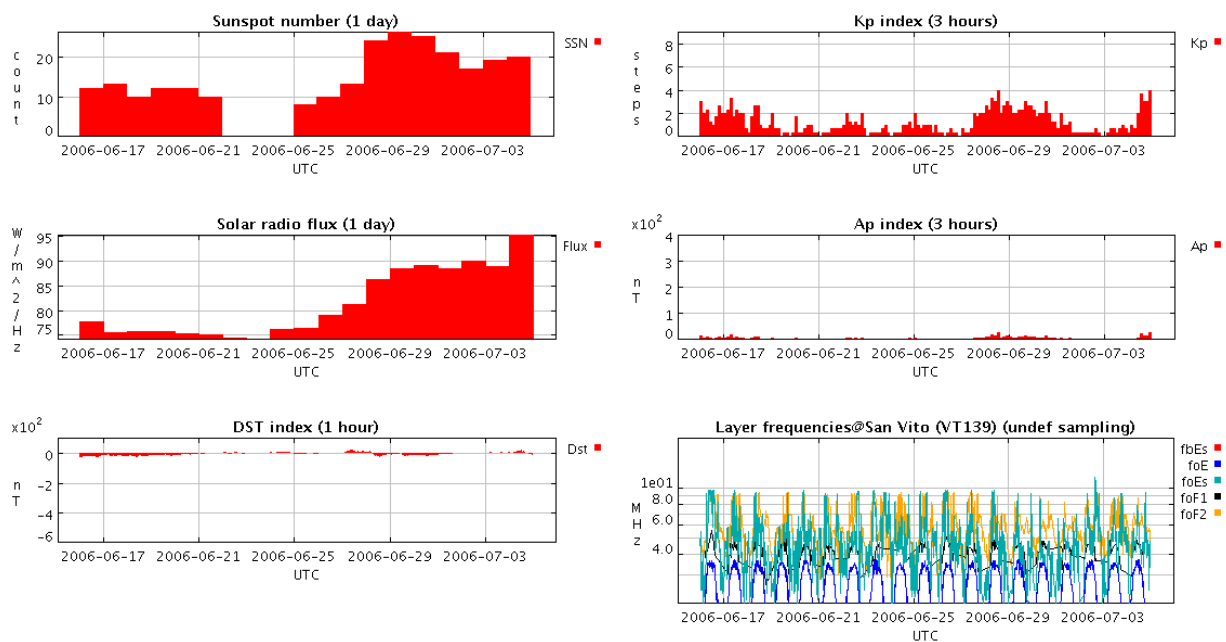 Sunspot number (1 day)
count
20
10
0
SSN
2006-06-17 2006-06-21 2006-06-25 2006-06-29 2006-07-03
UTC
Kp index (3 hours)
steps
8
6
4
2
0
Kp
2006-06-17 2006-06-21 2006-06-25 2006-06-29 2006-07-03
UTC
Solar radio flux (1 day)
W/m^2/Hz
95
90
85
80
75
Flux
2006-06-17 2006-06-21 2006-06-25 2006-06-29 2006-07-03
UTC
Ap index (3 hours)
x10²
nT
4
3
2
1
0
Ap
2006-06-17 2006-06-21 2006-06-25 2006-06-29 2006-07-03
UTC
DST index (1 hour)
x10²
nT
0
-2
-4
-6
Dst
2006-06-17 2006-06-21 2006-06-25 2006-06-29 2006-07-03
UTC
Layer frequencies@San Vito (VT139) (undef sampling)
MHz
1e01
8.0
6.0
4.0
fbEs
foE
foEs
foF1
foF2
2006-06-17 2006-06-21 2006-06-25 2006-06-29 2006-07-03
UTC